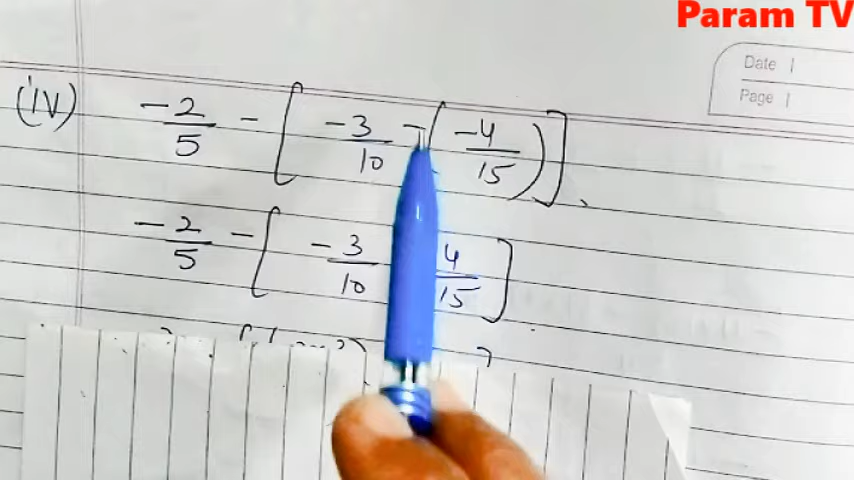 Param TV
Date
Page
(iv) -2/5 - [ -3/10 - ( -4/15 ) ]
-2/5 - [ -3/10 4/15 ]